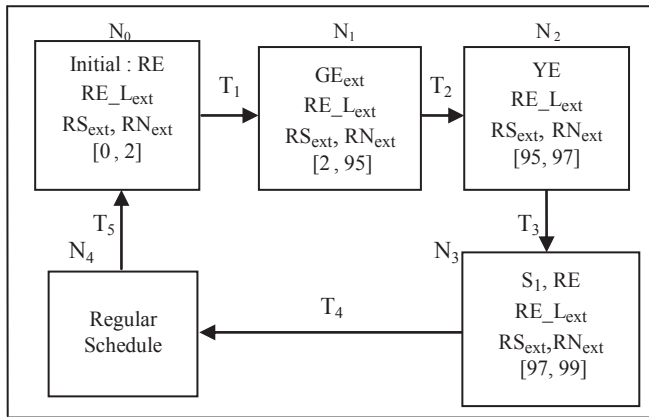 N₀
Initial : RE
RE_Lₑₓₜ
RSₑₓₜ, RNₑₓₜ
[0 , 2]
T₁
N₁
GEₑₓₜ
RE_Lₑₓₜ
RSₑₓₜ, RNₑₓₜ
[2 , 95]
T₂
N₂
YE
RE_Lₑₓₜ
RSₑₓₜ, RNₑₓₜ
[95, 97]
T₃
N₃
S₁, RE
RE_Lₑₓₜ
RSₑₓₜ,RNₑₓₜ
[97, 99]
T₄
N₄
Regular
Schedule
T₅